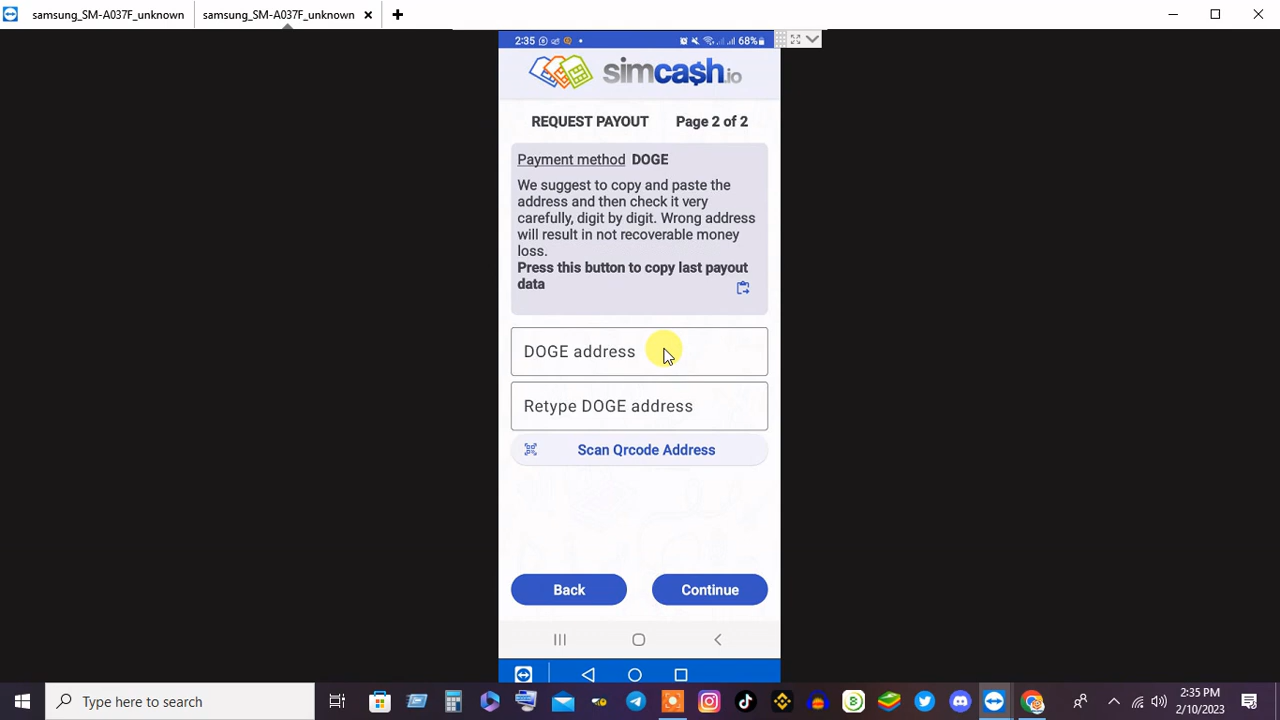 samsung_SM-A037F_unknown
samsung_SM-A037F_unknown
2:35
68%
simcash.io
REQUEST PAYOUT Page 2 of 2
Payment method DOGE
We suggest to copy and paste the
address and then check it very
carefully, digit by digit. Wrong address
will result in not recoverable money
loss.
Press this button to copy last payout
data
DOGE address
Retype DOGE address
Scan Qrcode Address
Back
Continue
Type here to search
2:35 PM
2/10/2023